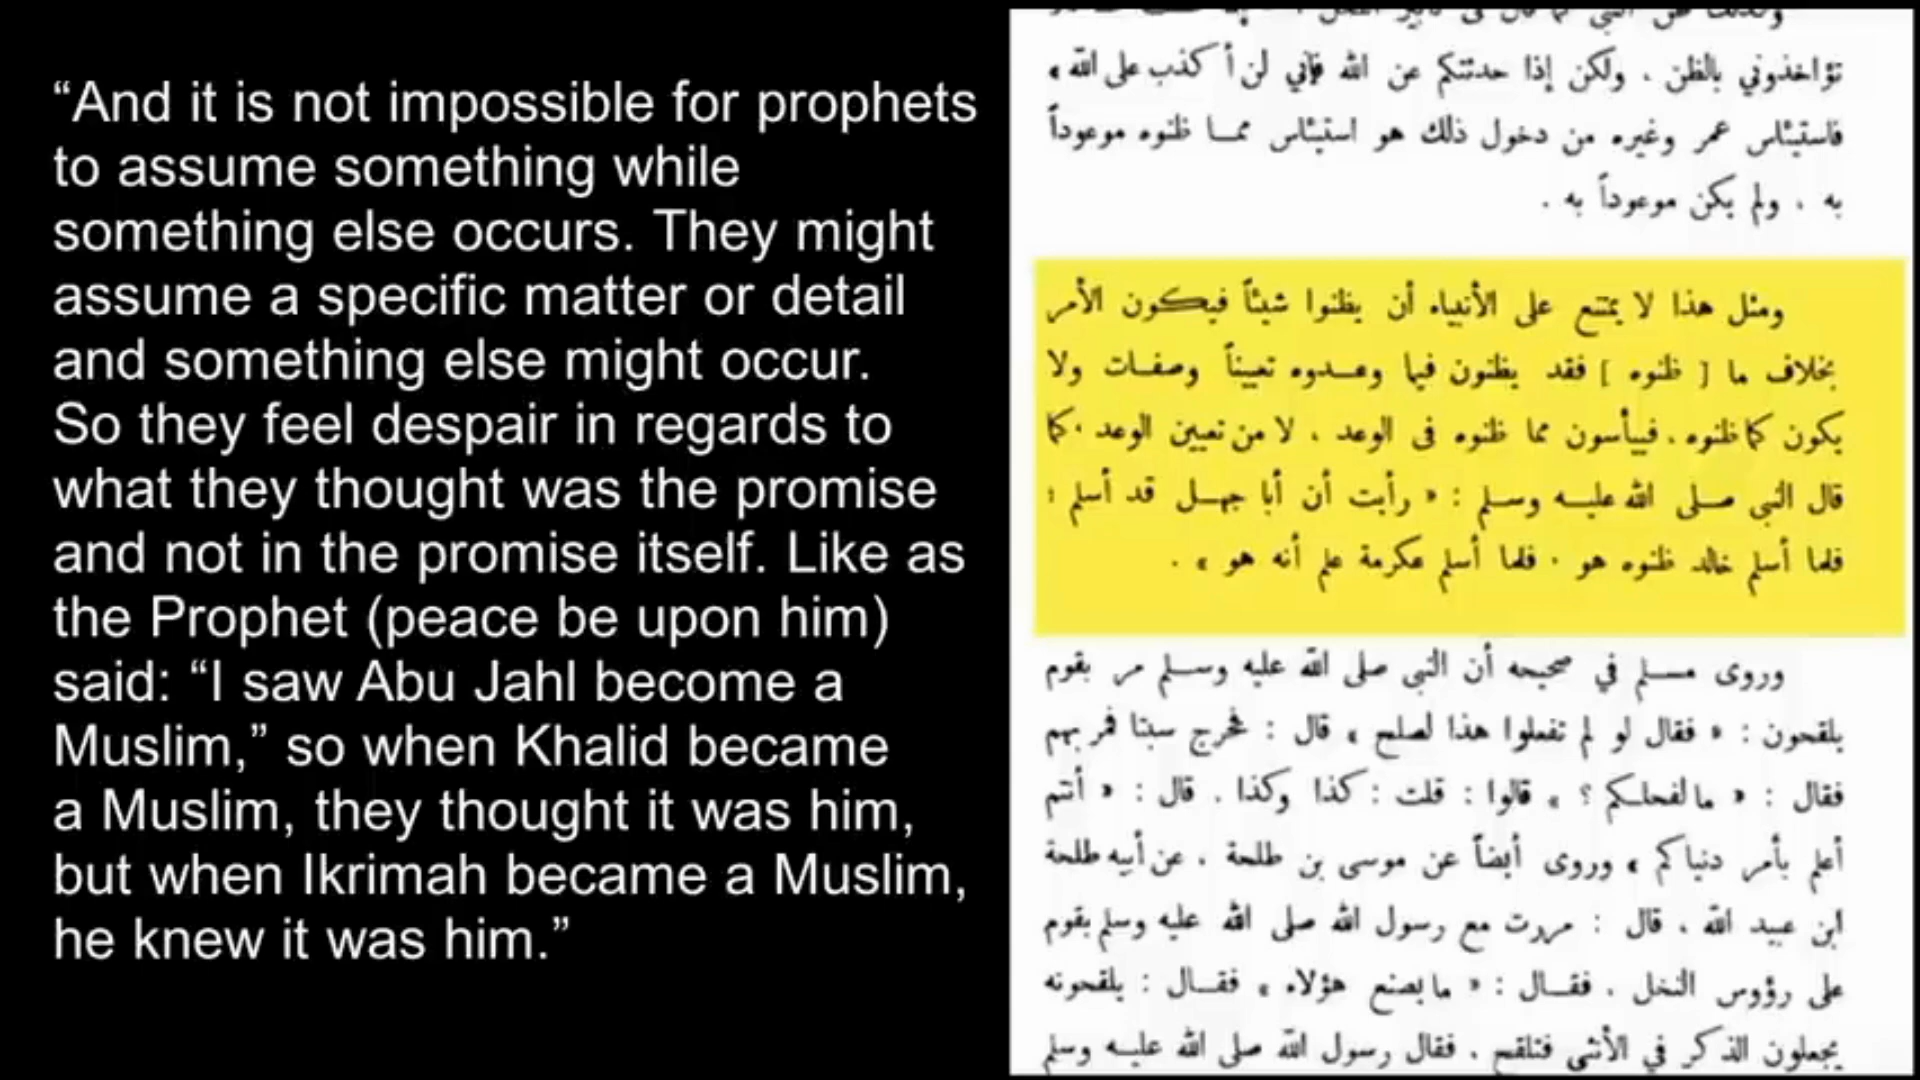 “And it is not impossible for prophets
to assume something while
something else occurs. They might
assume a specific matter or detail
and something else might occur.
So they feel despair in regards to
what they thought was the promise
and not in the promise itself. Like as
the Prophet (peace be upon him)
said: “I saw Abu Jahl become a
Muslim,” so when Khalid became
a Muslim, they thought it was him,
but when Ikrimah became a Muslim,
he knew it was him.”
تؤاخذوني بالظن ، ولكن إذا حدثتكم عن الله فإني لن أكذب على الله »
فاستيئاس عمر وغيره من دخول ذلك هو استيئاس مما ظنوه موعوداً
به ، ولم يكن موعوداً به .
ومثل هذا لا يمتنع على الأنبياء أن يظنوا شيئاً فيكون الأمر
بخلاف ما [ ظنوه ] فقد يظنون فيما وعدوه تعييناً وصفات ولا
يكون كما ظنوه ، فييأسون مما ظنوه في الوعد ، لا من تعيين الوعد ، كما
قال النبي صلى الله عليه وسلم : « رأيت أن أبا جهل قد أسلم ؛
فلما أسلم خالد ظنوه هو ، فلما أسلم عكرمة علم أنه هو » .
وروى مسلم في صحيحه أن النبي صلى الله عليه وسلم مر بقوم
يلقحون : « فقال لو لم تفعلوا هذا لصلح » قال : فخرج سبتا فمر بهم
فقال : « ما لفحلكم ؟ » قالوا : قلت : كذا وكذا . قال : « أنتم
أعلم بأمر دنياكم » وروى أيضاً عن موسى بن طلحة ، عن أبيه طلحة
ابن عبيد الله ، قال : مررت مع رسول الله صلى الله عليه وسلم بقوم
على رؤوس النخل ، فقال : « ما يصنع هؤلاء » فقال : يلقحونه
يجعلون الذكر في الأنثى فتلقح ، فقال رسول الله صلى الله عليه وسلم